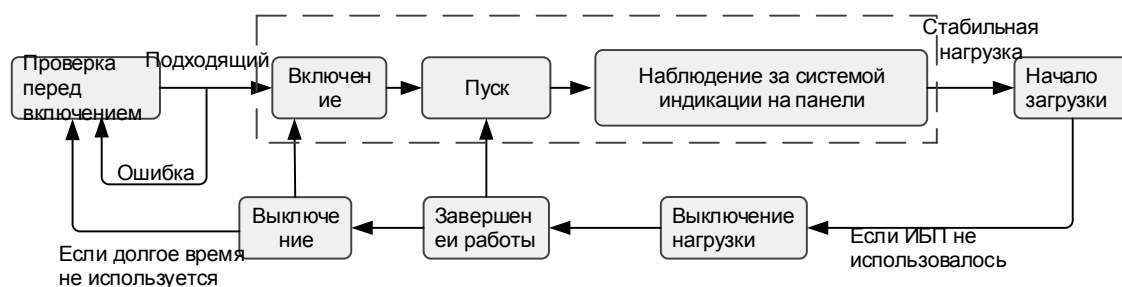 Проверка
перед
включением
Подходящий
Ошибка
Включен
ие
Пуск
Наблюдение за системой
индикации на панели
Стабильная
нагрузка
Начало
загрузки
Выключе
ние
Завершен
еи работы
Выключение
нагрузки
Если ИБП не
использовалось
Если долгое время
не используется